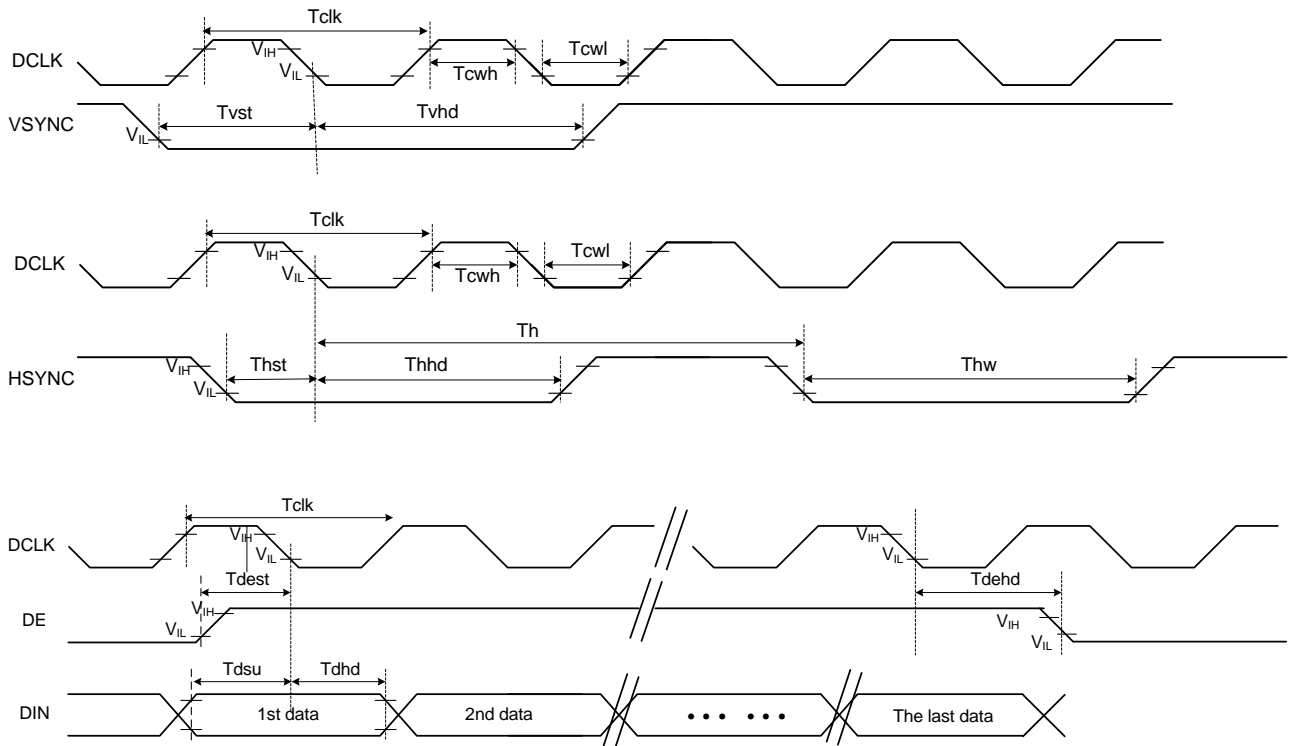 Tclk
DCLK
VIH
VIL
Tcwh
Tcwl
VSYNC
VIL
Tvst
Tvhd
Tclk
DCLK
VIH
VIL
Tcwh
Tcwl
Th
HSYNC
VIH
VIL
Thst
Thhd
Thw
Tclk
DCLK
VIH
VIL
VIH
VIL
Tdest
Tdehd
DE
VIH
VIL
VIH
VIL
Tdsu
Tdhd
DIN
1st data
2nd data
••• •••
The last data